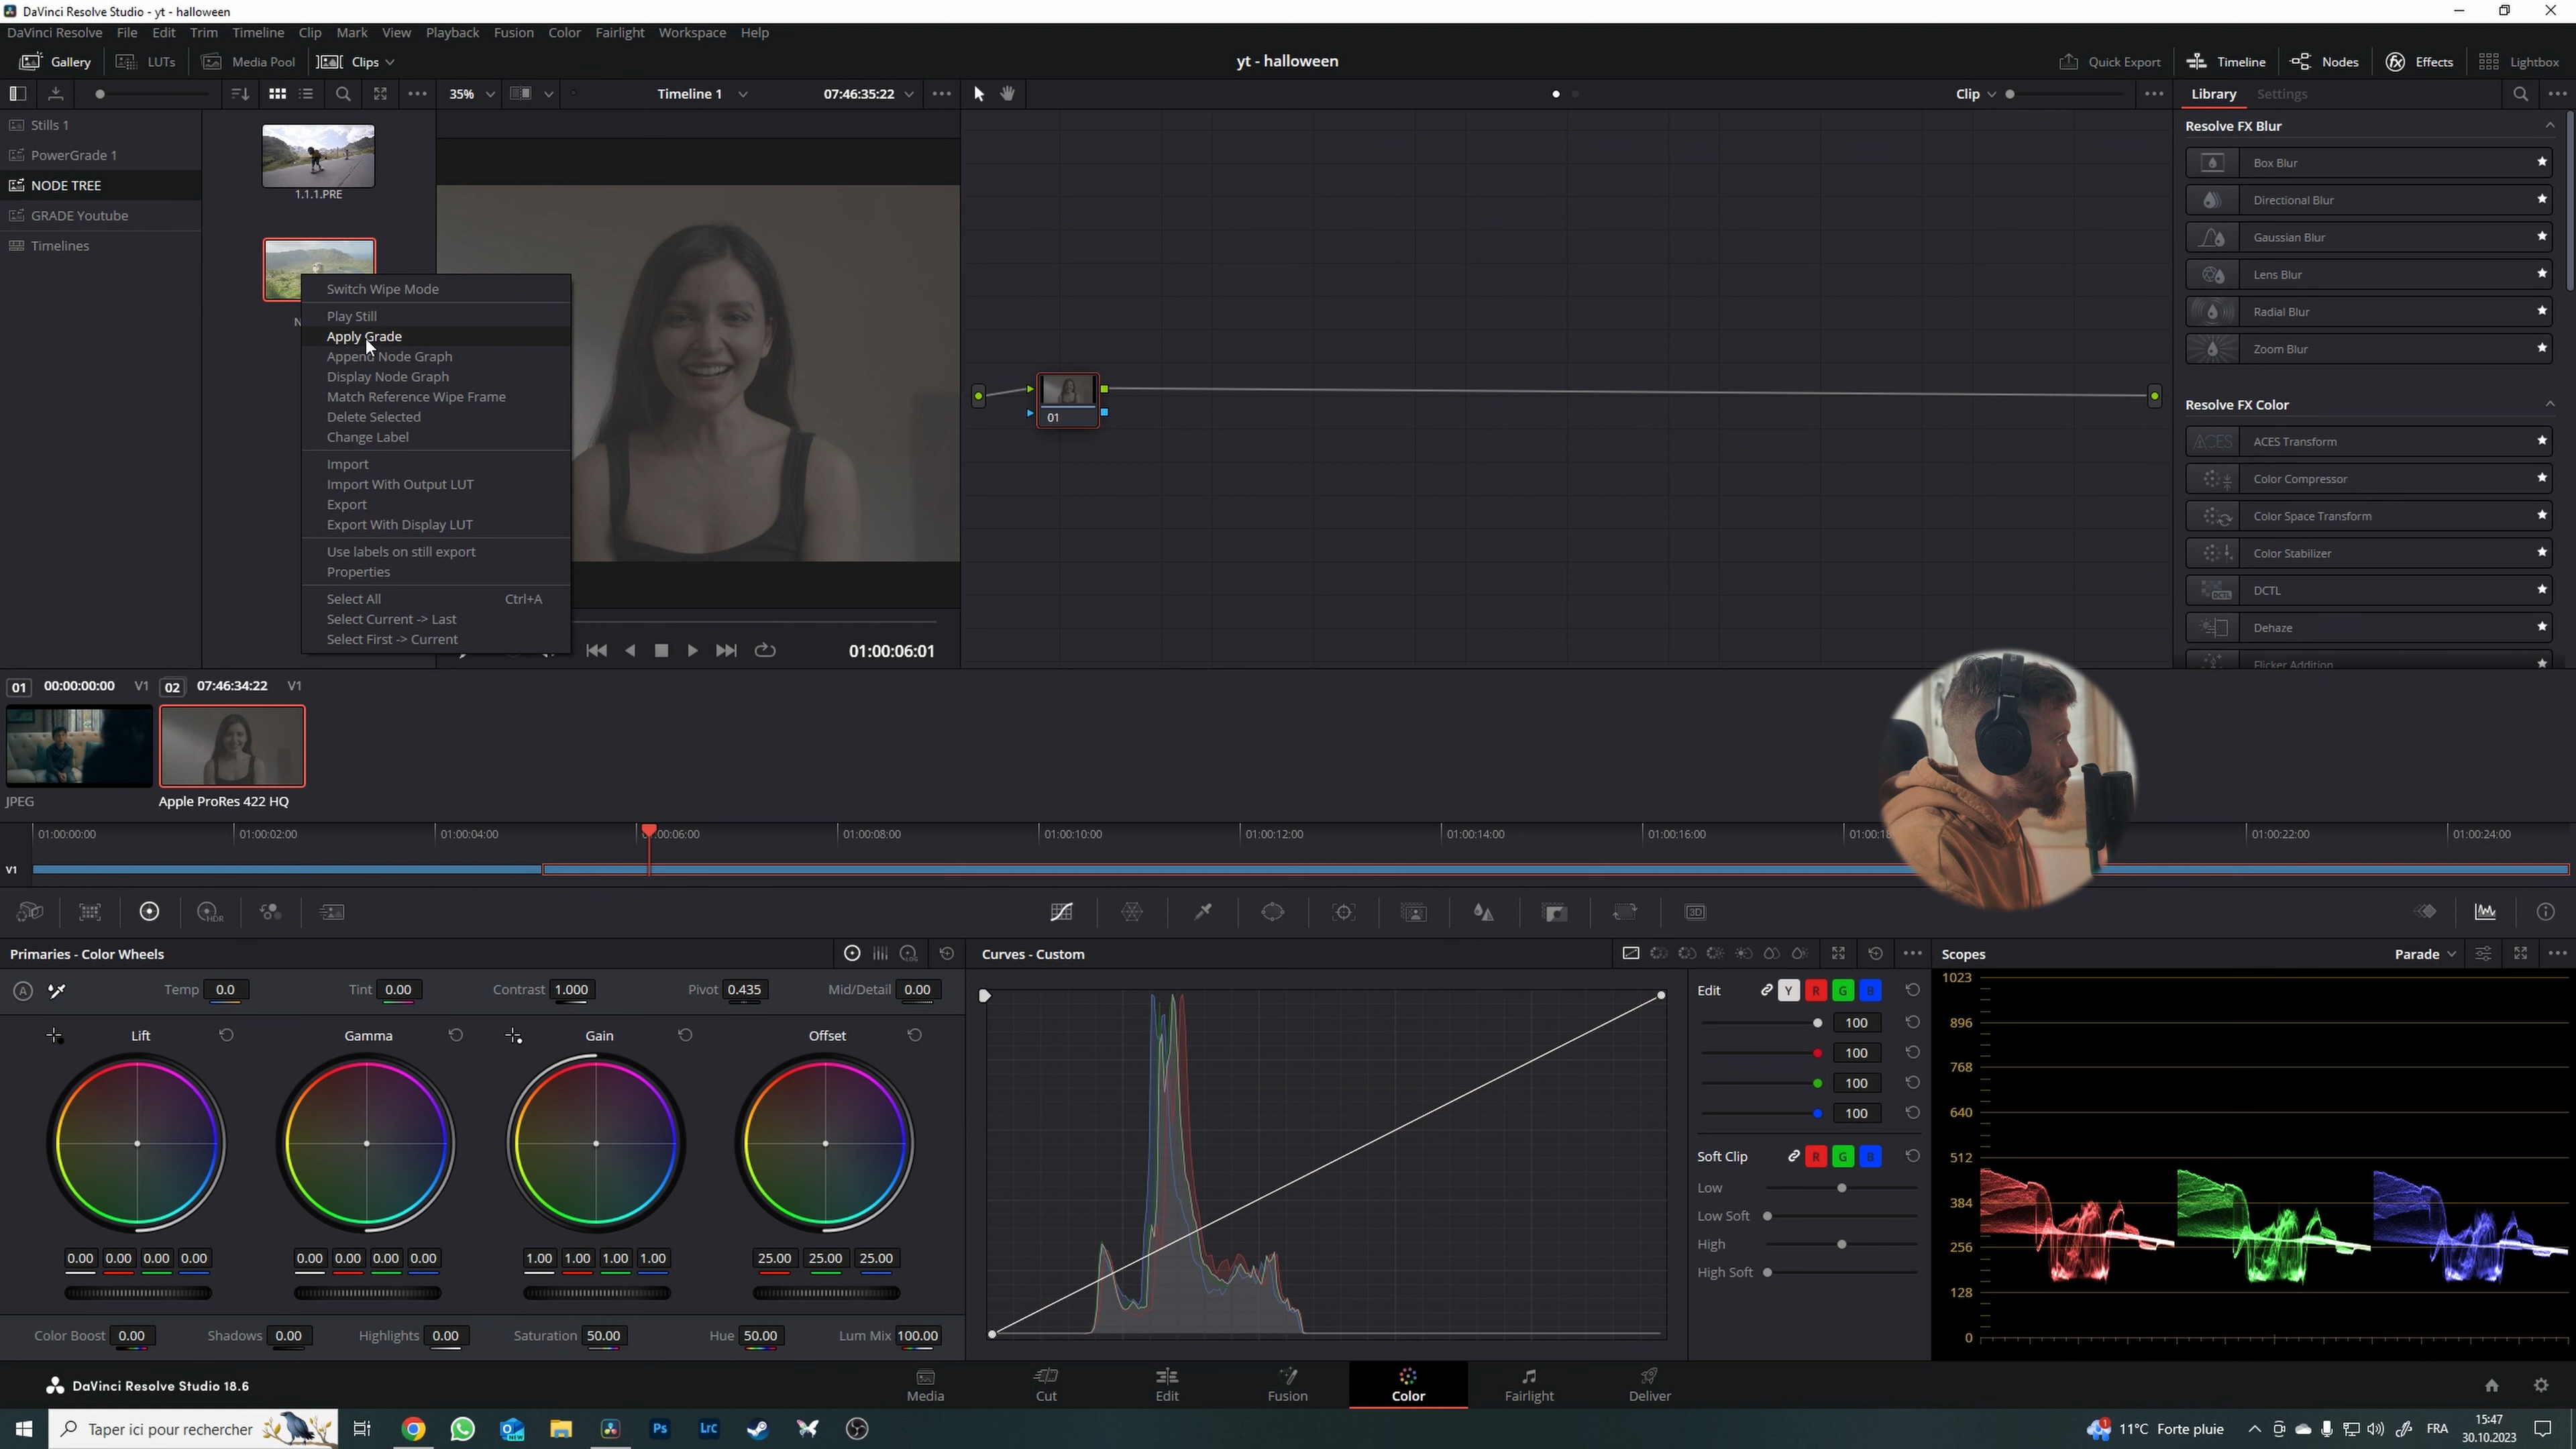 DaVinci Resolve Studio - yt - halloween
DaVinci Resolve File Edit Trim Timeline Clip Mark View Playback Fusion Color Fairlight Workspace Help
Gallery LUTs Media Pool Clips yt - halloween Quick Export Timeline Nodes Effects Lightbox
35% Timeline 1 07:46:35:22 Clip Library Settings
Stills 1
PowerGrade 1
NODE TREE
GRADE Youtube
Timelines
1.1.1.PRE
N
Switch Wipe Mode
Play Still
Apply Grade
Append Node Graph
Display Node Graph
Match Reference Wipe Frame
Delete Selected
Change Label
Import
Import With Output LUT
Export
Export With Display LUT
Use labels on still export
Properties
Select All Ctrl+A
Select Current -> Last
Select First -> Current
01:00:06:01
01
Resolve FX Blur
Box Blur
Directional Blur
Gaussian Blur
Lens Blur
Radial Blur
Zoom Blur
Resolve FX Color
ACES ACES Transform
Color Compressor
Color Space Transform
Color Stabilizer
DCTL DCTL
Dehaze
Flicker Addition
01 00:00:00:00 V1 02 07:46:34:22 V1
JPEG Apple ProRes 422 HQ
01:00:00:00 01:00:02:00 01:00:04:00 :00:06:00 01:00:08:00 01:00:10:00 01:00:12:00 01:00:14:00 01:00:16:00 01:00:18 01:00:22:00 01:00:24:00
V1
HDR 3D
Primaries - Color Wheels LOG Curves - Custom Scopes Parade
A Temp 0.0 Tint 0.00 Contrast 1.000 Pivot 0.435 Mid/Detail 0.00
Lift Gamma Gain Offset
0.00 0.00 0.00 0.00 0.00 0.00 0.00 0.00 1.00 1.00 1.00 1.00 25.00 25.00 25.00
Color Boost 0.00 Shadows 0.00 Highlights 0.00 Saturation 50.00 Hue 50.00 Lum Mix 100.00
Edit Y R G B
100
100
100
100
Soft Clip R G B
Low
Low Soft
High
High Soft
1023
896
768
640
512
384
256
128
0
DaVinci Resolve Studio 18.6 Media Cut Edit Fusion Color Fairlight Deliver
Taper ici pour rechercher NEW Ps Lrc 1 11°C Forte pluie FRA 15:47
30.10.2023